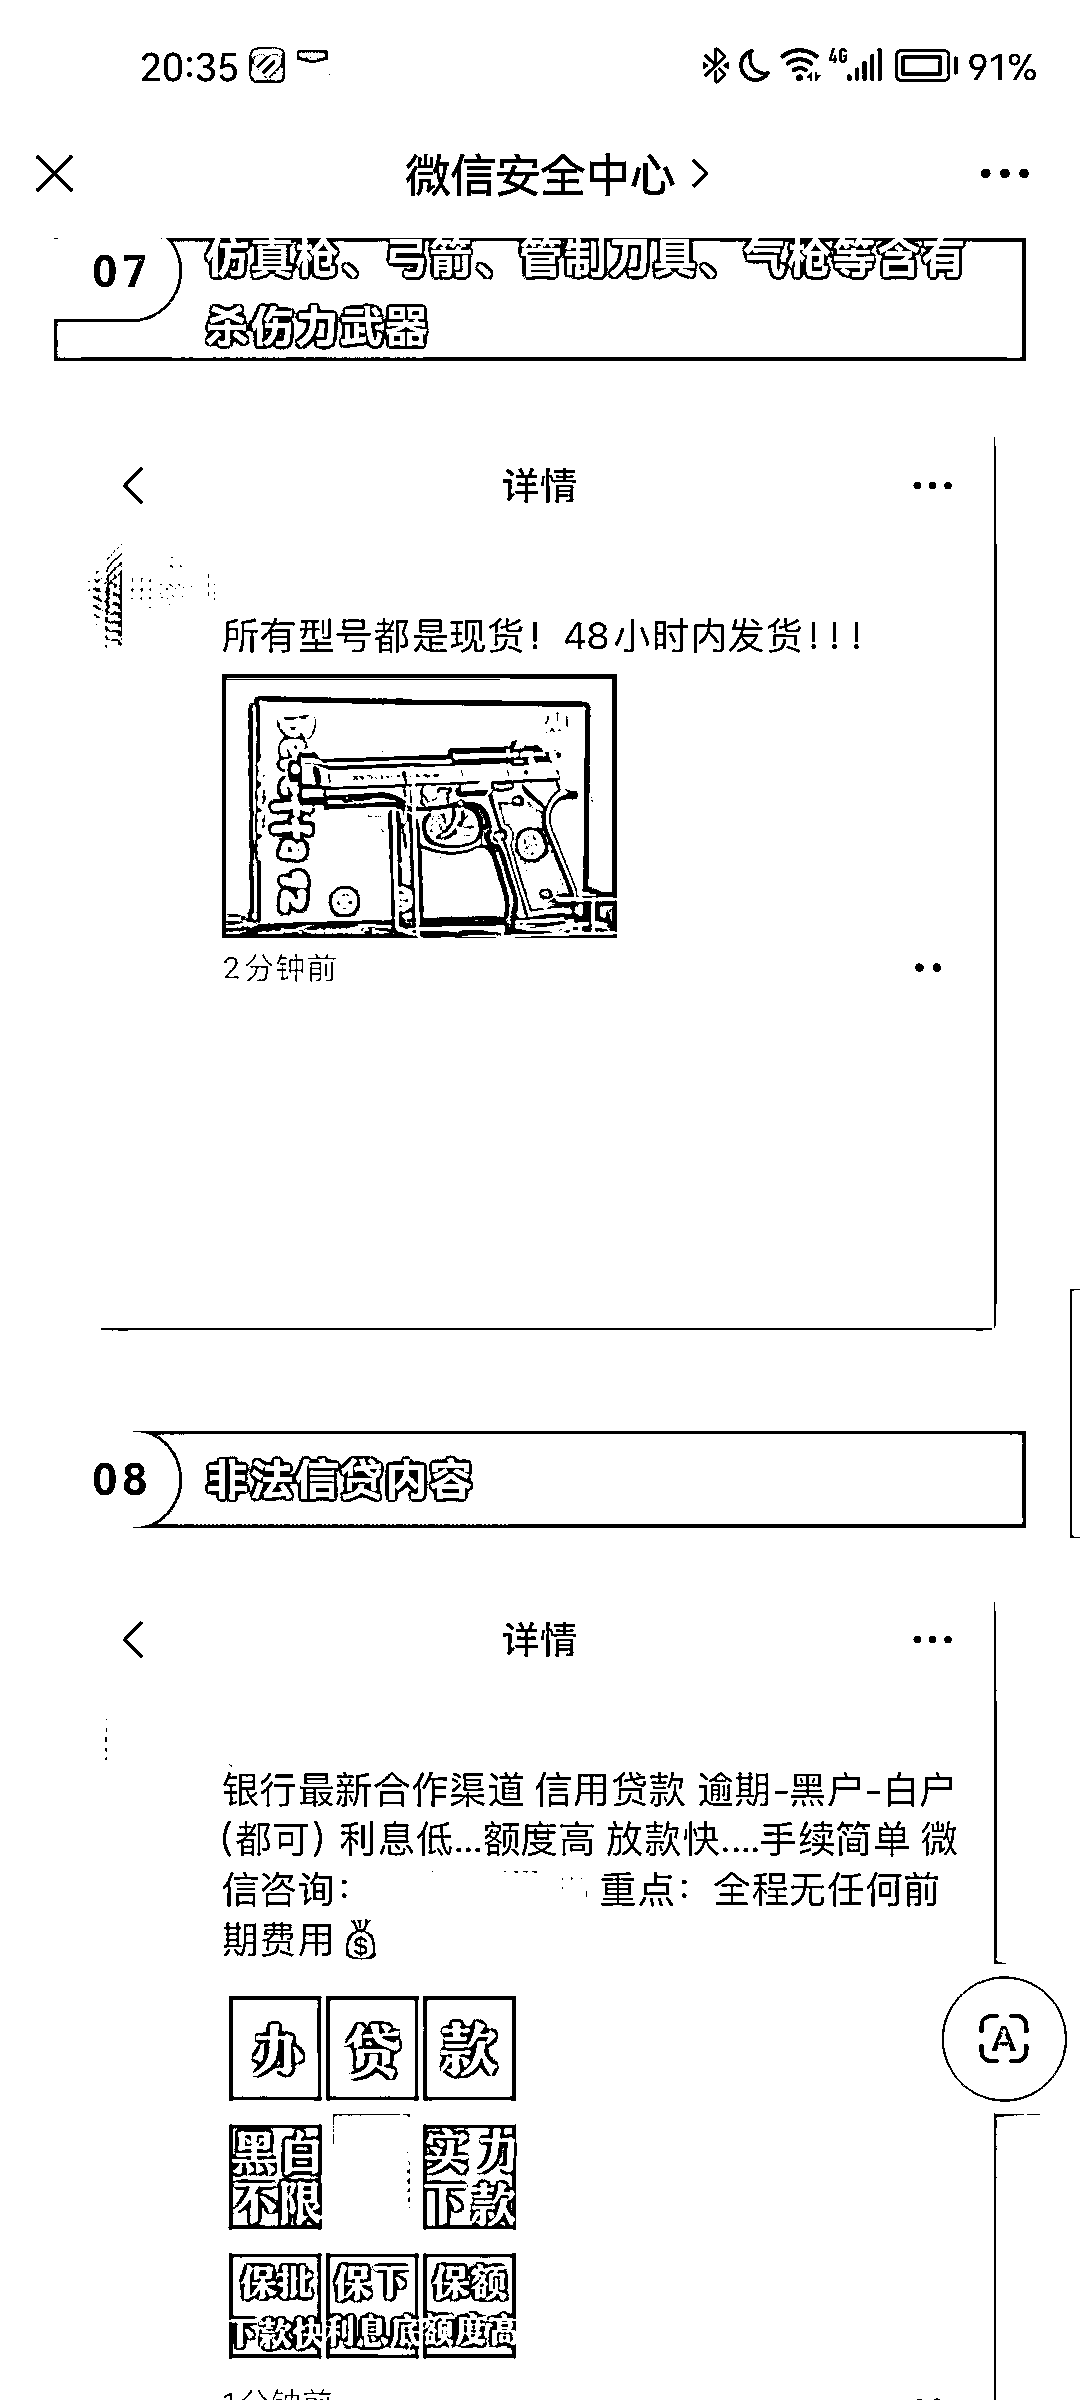 20:35 4G 91%
微信安全中心
07 仿真枪、弓箭、管制刀具、气枪等含有
杀伤力武器
详情
所有型号都是现货！48小时内发货！！！
Beretta 92
2分钟前
08 非法信贷内容
详情
银行最新合作渠道 信用贷款 逾期-黑户-白户
(都可) 利息低...额度高 放款快....手续简单 微
信咨询： 重点：全程无任何前
期费用
办 贷 款
黑白 实力
不限 下款
保批 保下 保额
下款快 利息底 额度高
1分钟前
A